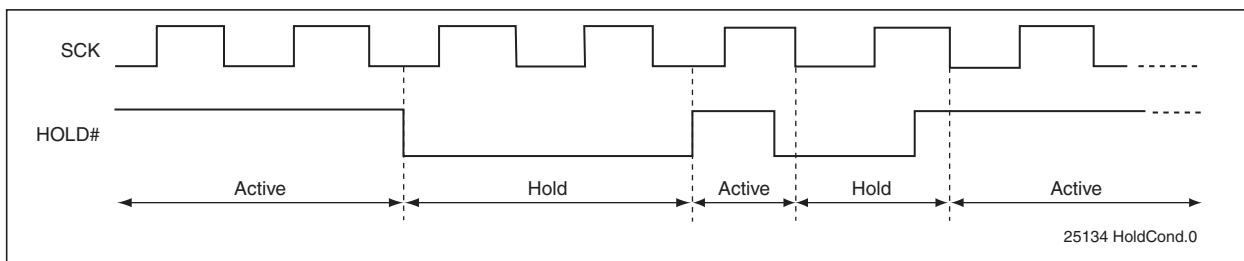 SCK
HOLD#
Active Hold Active Hold Active
25134 HoldCond.0